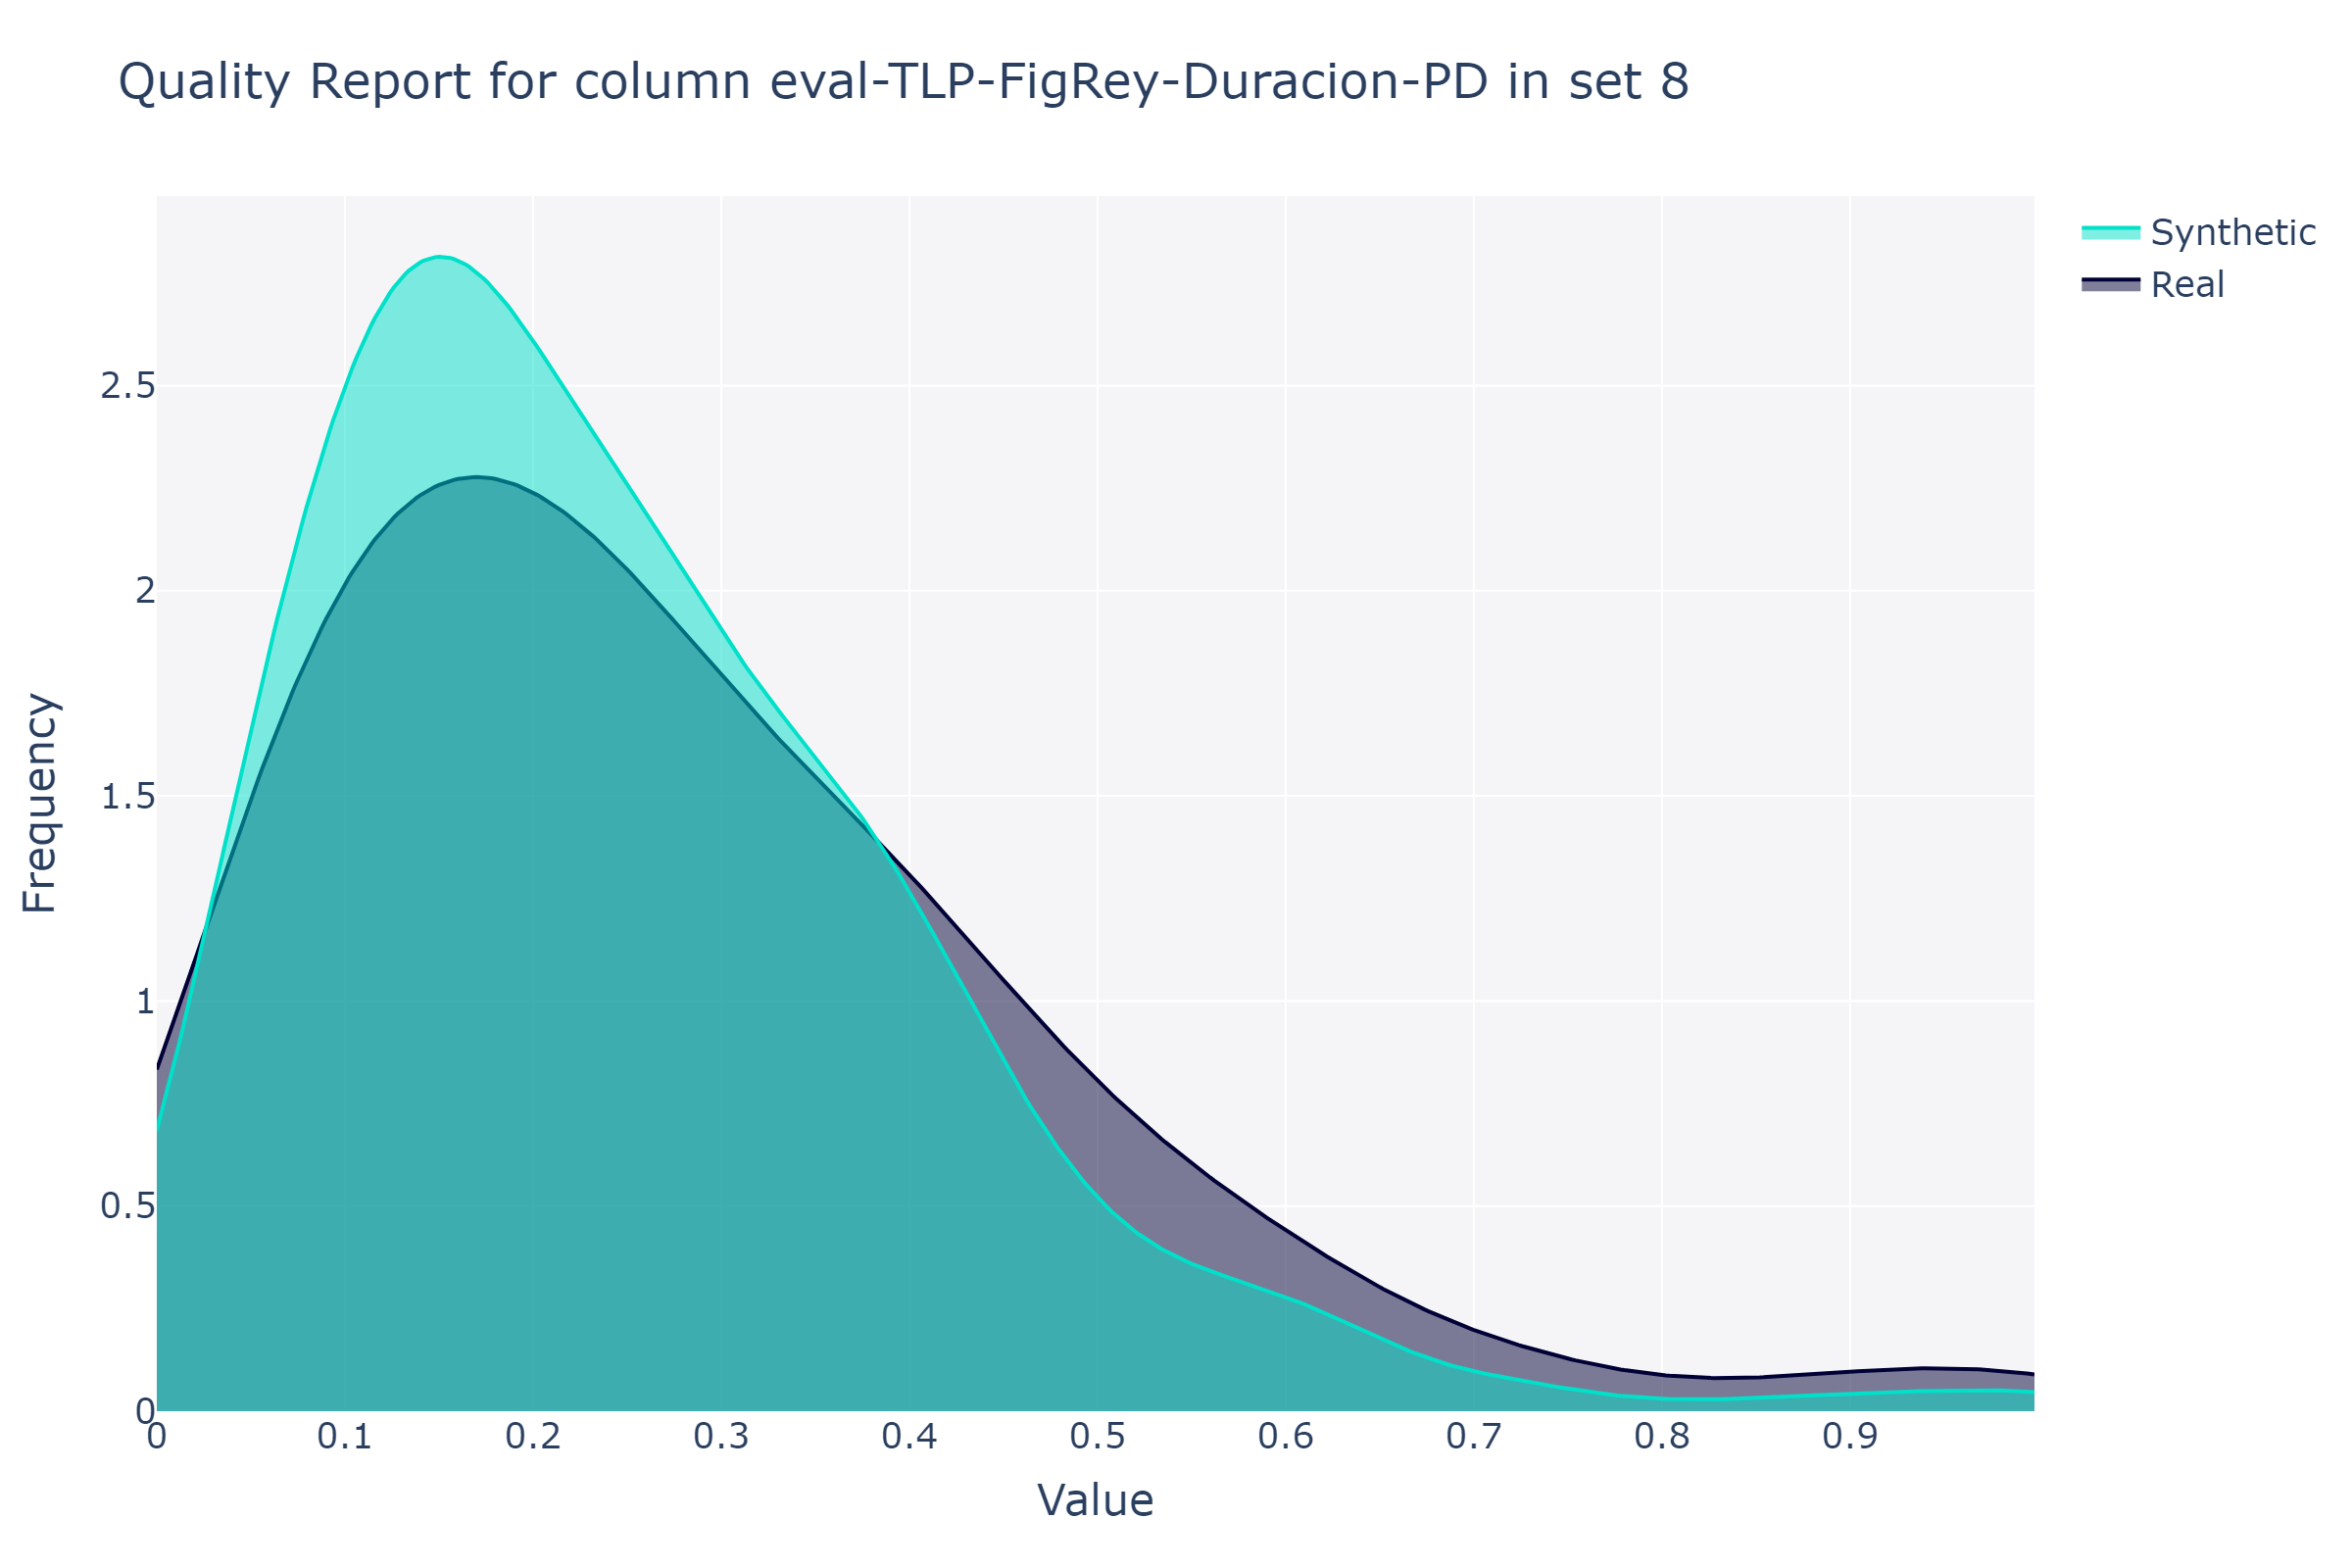 Quality Report for column eval-TLP-FigRey-Duracion-PD in set 8
Synthetic
Real
2.5
2
1.5
1
0.5
0
Frequency
0 0.1 0.2 0.3 0.4 0.5 0.6 0.7 0.8 0.9
Value